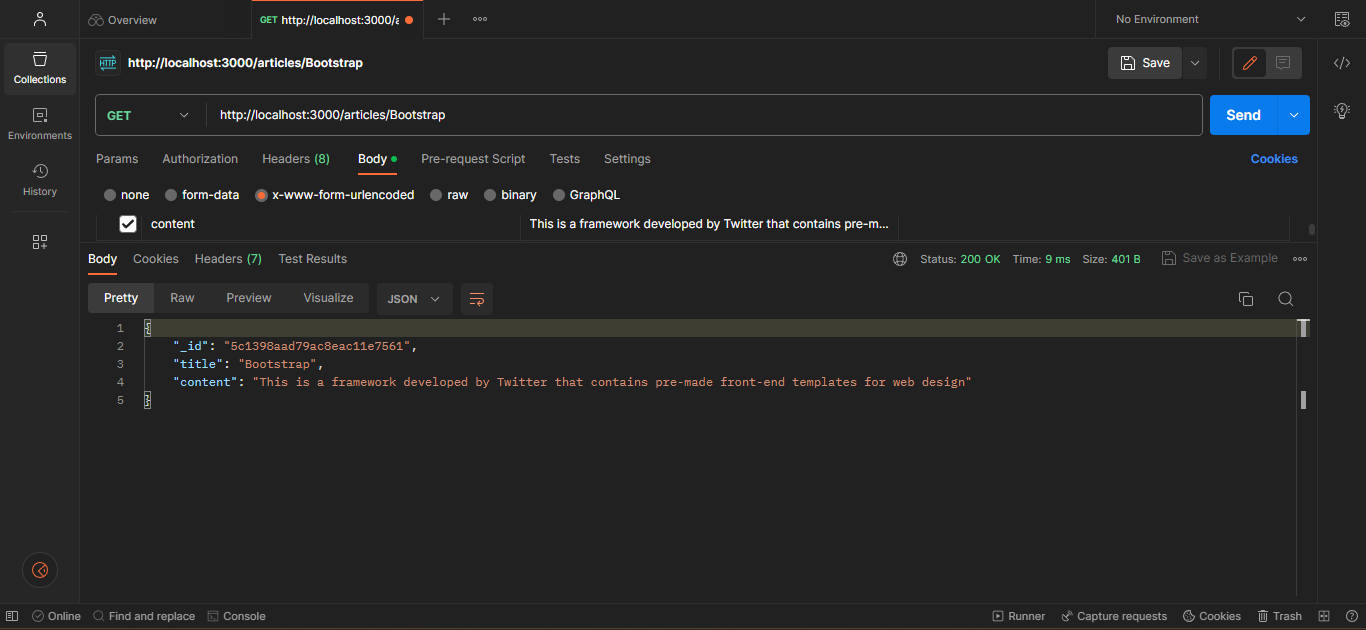 Overview
GET http://localhost:3000/a
No Environment
Collections
Environments
History
HTTP http://localhost:3000/articles/Bootstrap
Save
GET http://localhost:3000/articles/Bootstrap
Send
Params Authorization Headers (8) Body Pre-request Script Tests Settings Cookies
none form-data x-www-form-urlencoded raw binary GraphQL
content This is a framework developed by Twitter that contains pre-m...
Body Cookies Headers (7) Test Results Status: 200 OK Time: 9 ms Size: 401 B Save as Example
Pretty Raw Preview Visualize JSON
1 {
2 "_id": "5c1398aad79ac8eac11e7561",
3 "title": "Bootstrap",
4 "content": "This is a framework developed by Twitter that contains pre-made front-end templates for web design"
5 }
Online Find and replace Console Runner Capture requests Cookies Trash